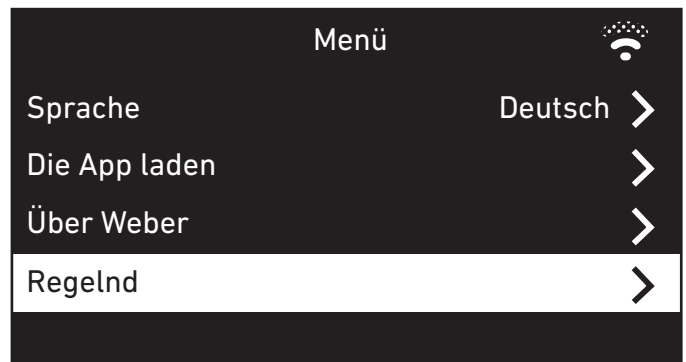 Menü
Sprache Deutsch
Die App laden
Über Weber
Regelnd